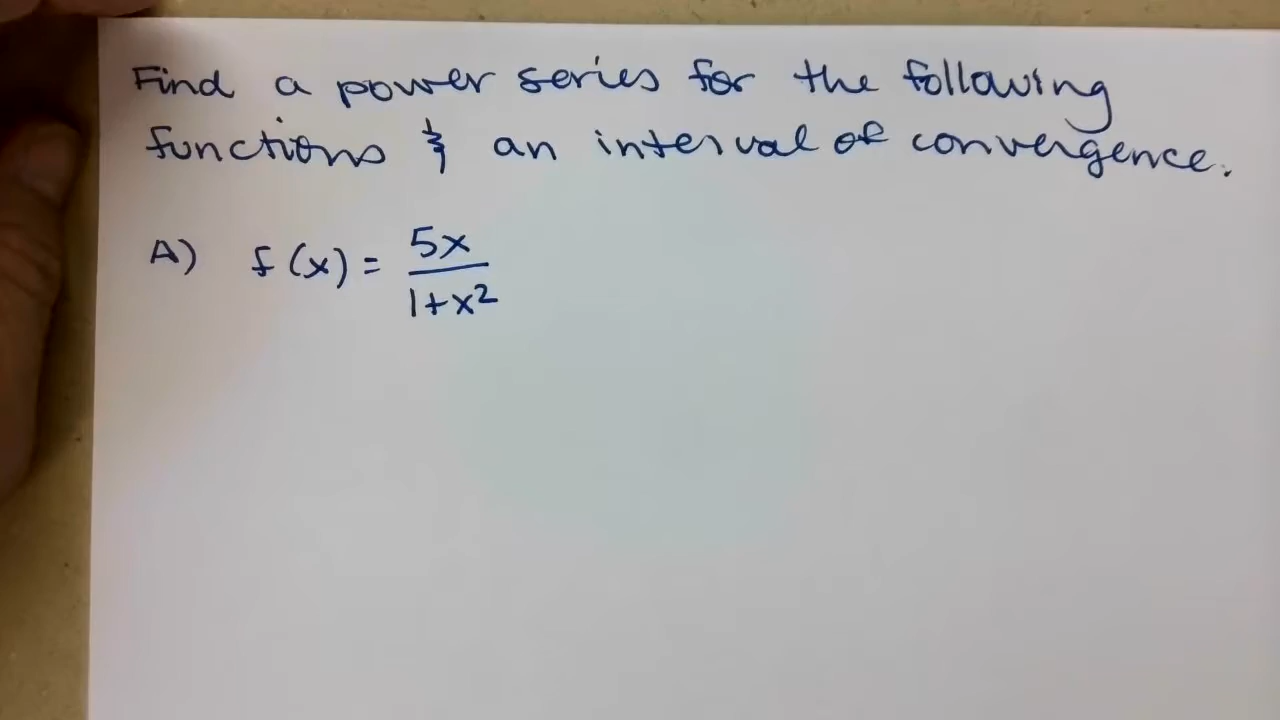 Find a power series for the following
functions & an interval of convergence.
A) f(x) = 5x / 1+x²